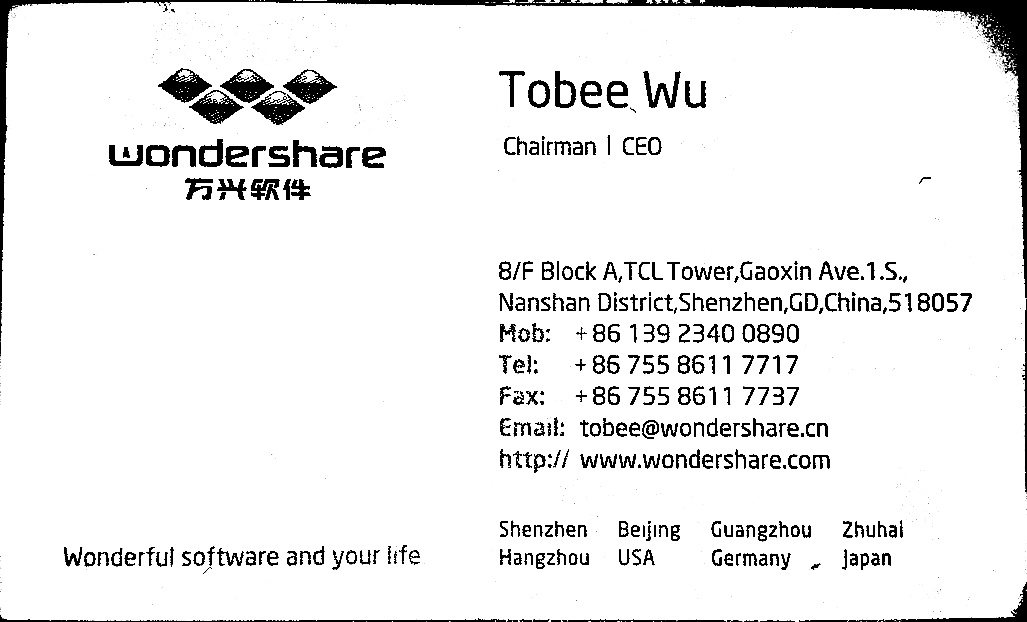 wondershare
万兴软件
Tobee Wu
Chairman | CEO
8/F Block A,TCL Tower,Gaoxin Ave.1.S.,
Nanshan District,Shenzhen,GD,China,518057
Mob: +86 139 2340 0890
Tel: +86 755 8611 7717
Fax: +86 755 8611 7737
Email: tobee@wondershare.cn
http:// www.wondershare.com
Shenzhen Beijing Guangzhou Zhuhai
Hangzhou USA Germany Japan
Wonderful software and your life